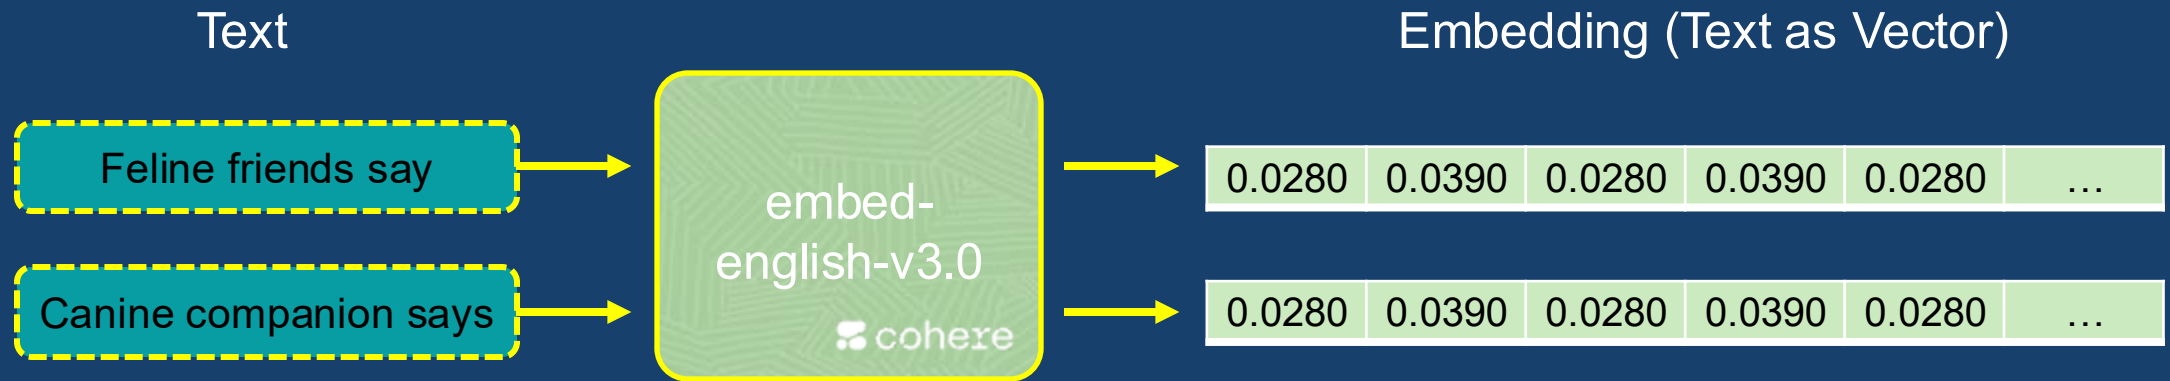 Text
Embedding (Text as Vector)
Feline friends say
embed-
english-v3.0
0.0280 0.0390 0.0280 0.0390 0.0280 …
Canine companion says
cohere
0.0280 0.0390 0.0280 0.0390 0.0280 …